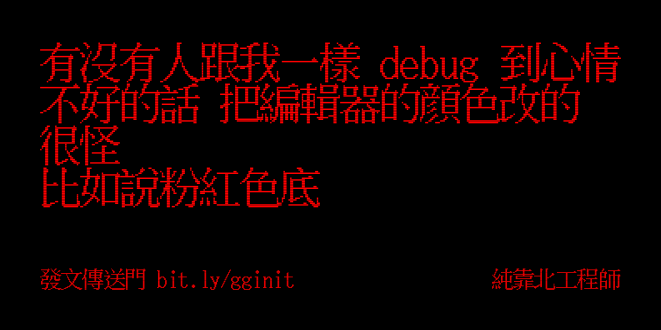 有沒有人跟我一樣 debug 到心情
不好的話 把編輯器的顏色改的
很怪
比如說粉紅色底
發文傳送門 bit.ly/gginit
純靠北工程師